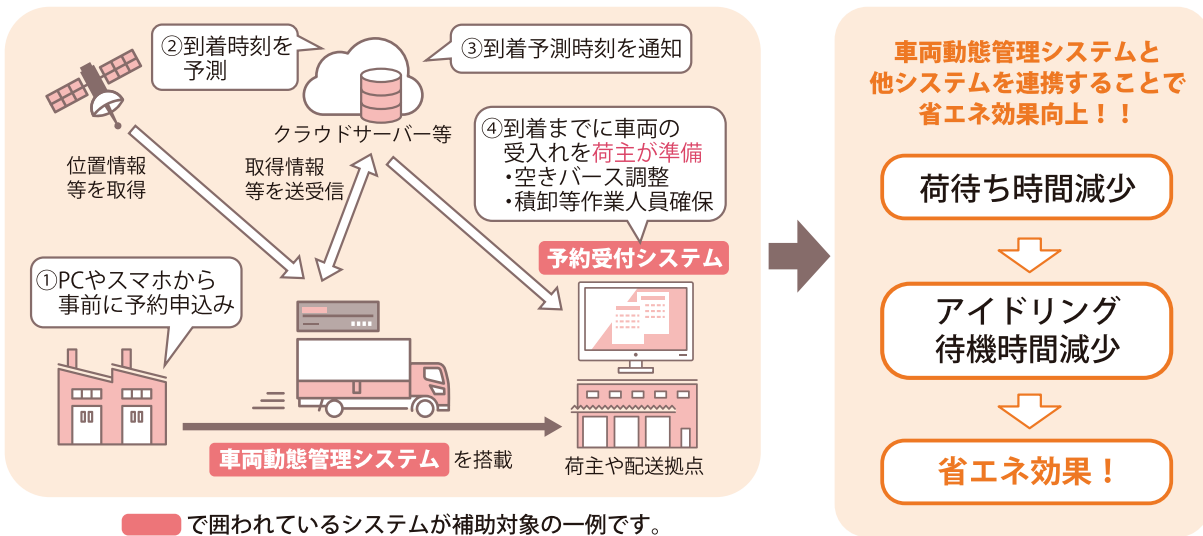 ②到着時刻を
予測
③到着予測時刻を通知
クラウドサーバー等
位置情報
等を取得
取得情報
等を送受信
④到着までに車両の
受入れを荷主が準備
・空きバース調整
・積卸等作業人員確保
予約受付システム
①PCやスマホから
事前に予約申込み
車両動態管理システム を搭載
荷主や配送拠点
で囲われているシステムが補助対象の一例です。
車両動態管理システムと
他システムを連携することで
省エネ効果向上！！
荷待ち時間減少
アイドリング
待機時間減少
省エネ効果！